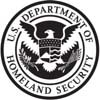 U.S. DEPARTMENT OF
HOMELAND SECURITY